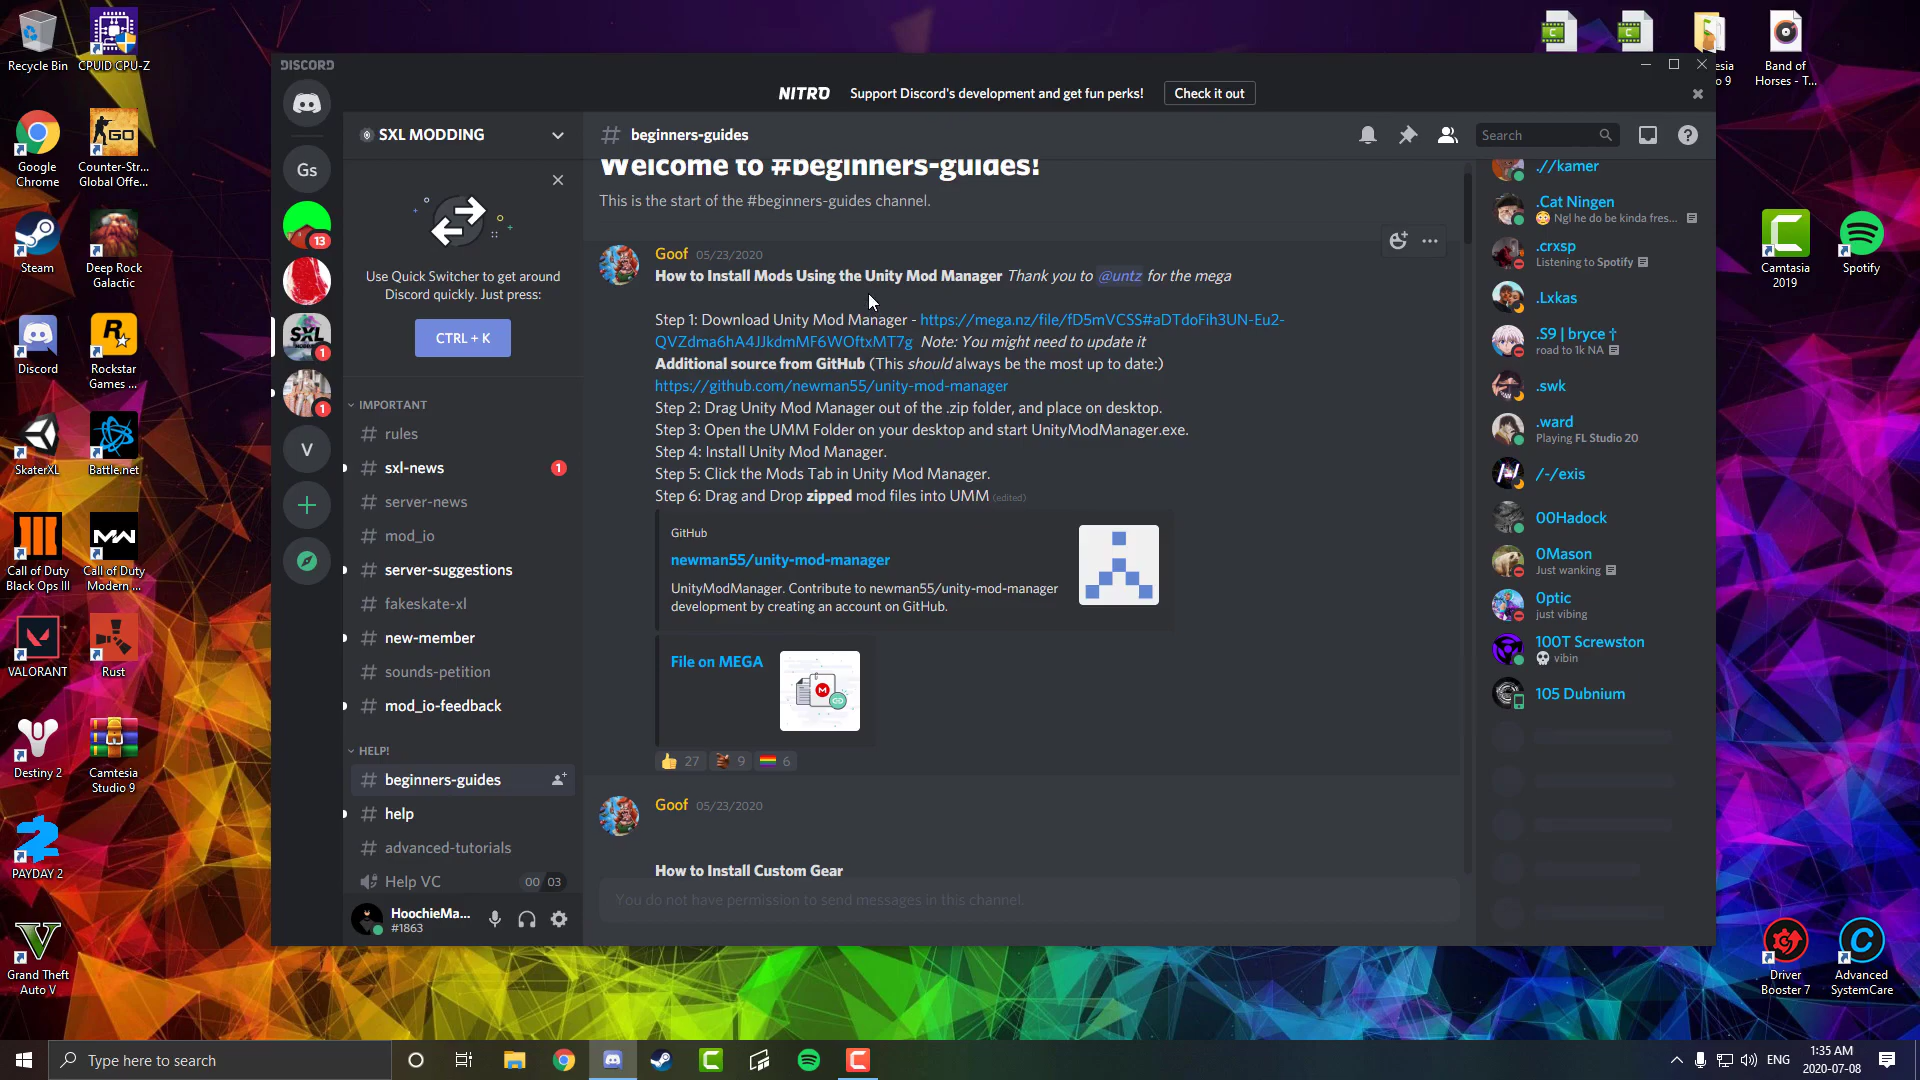 Recycle Bin
CPUID CPU-Z
Google Chrome
Counter-Str... Global Offe...
Steam
Deep Rock Galactic
Discord
Rockstar Games ...
SkaterXL
Battle.net
Call of Duty Black Ops III
Call of Duty Modern ...
VALORANT
Rust
Destiny 2
Camtesia Studio 9
PAYDAY 2
Grand Theft Auto V
DISCORD
NITRO Support Discord's development and get fun perks! Check it out
Gs
13
SXL
1
1
V
SXL MODDING
Use Quick Switcher to get around
Discord quickly. Just press:
CTRL + K
IMPORTANT
# rules
# sxl-news 1
# server-news
# mod_io
# server-suggestions
# fakeskate-xl
# new-member
# sounds-petition
# mod_io-feedback
HELP!
# beginners-guides
# help
# advanced-tutorials
Help VC 00 03
HoochieMa...
#1863
# beginners-guides
Search
Welcome to #beginners-guides!
This is the start of the #beginners-guides channel.
Goof 05/23/2020
How to Install Mods Using the Unity Mod Manager Thank you to @untz for the mega
Step 1: Download Unity Mod Manager - https://mega.nz/file/fD5mVCSS#aDTdoFih3UN-Eu2-
QVZdma6hA4JJkdmMF6WOftxMT7g Note: You might need to update it
Additional source from GitHub (This should always be the most up to date:)
https://github.com/newman55/unity-mod-manager
Step 2: Drag Unity Mod Manager out of the .zip folder, and place on desktop.
Step 3: Open the UMM Folder on your desktop and start UnityModManager.exe.
Step 4: Install Unity Mod Manager.
Step 5: Click the Mods Tab in Unity Mod Manager.
Step 6: Drag and Drop zipped mod files into UMM (edited)
GitHub
newman55/unity-mod-manager
UnityModManager. Contribute to newman55/unity-mod-manager
development by creating an account on GitHub.
File on MEGA
27 9 6
Goof 05/23/2020
How to Install Custom Gear
You do not have permission to send messages in this channel.
.//kamer
.Cat Ningen
Ngl he do be kinda fres...
.crxsp
Listening to Spotify
.Lxkas
.S9 | bryce †
road to 1k NA
.swk
.ward
Playing FL Studio 20
/-/exis
00Hadock
0Mason
Just wanking
0ptic
just vibing
100T Screwston
vibin
105 Dubnium
Band of Horses - T...
Camtasia 2019
Spotify
Driver Booster 7
Advanced SystemCare
Type here to search
ENG
1:35 AM
2020-07-08